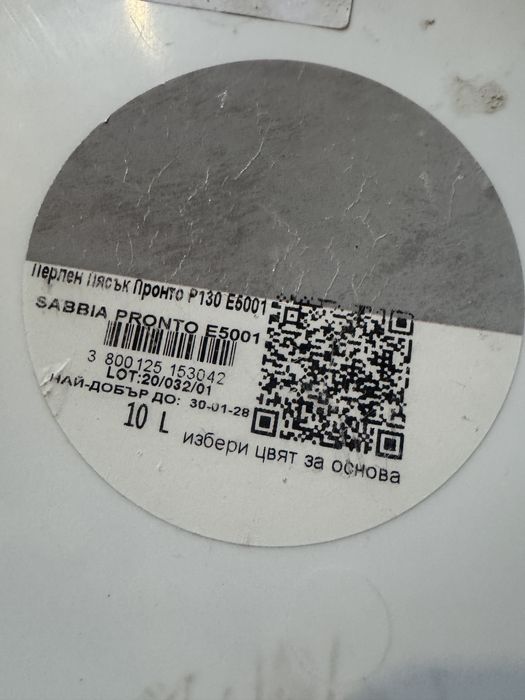 Перлен Пясък Пронто P130 E5001
SABBIA PRONTO E5001
3 800125 153042
LOT:20/032/01
НАЙ-ДОБЪР ДО: 30-01-28
10 L
избери цвят за основа